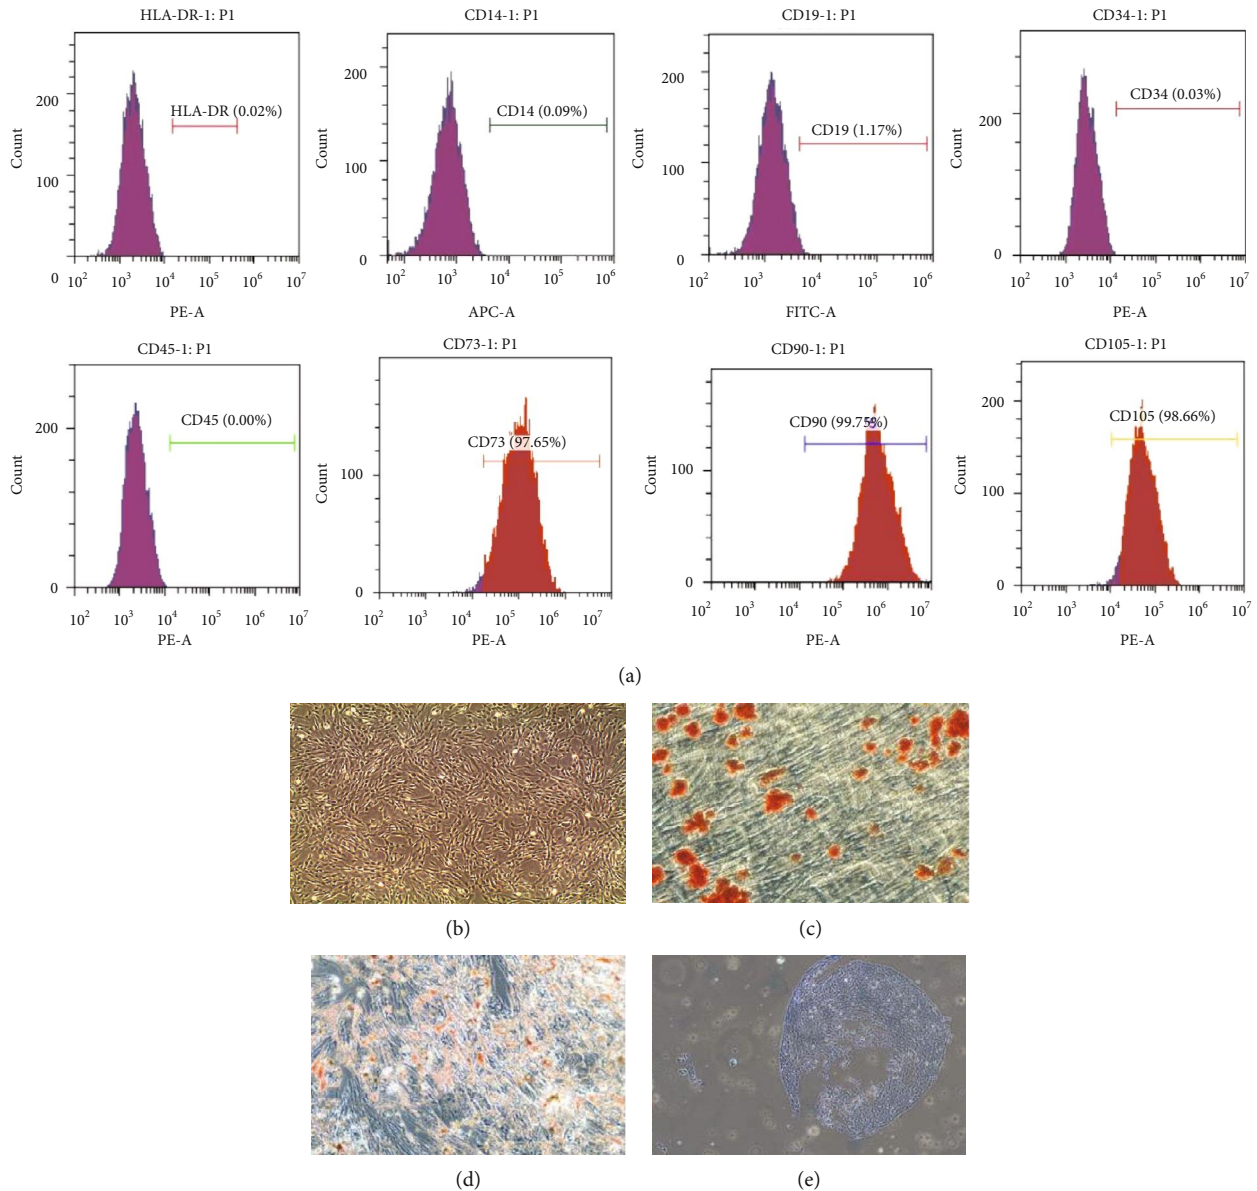 HLA-DR-1: P1
CD14-1: P1
CD19-1: P1
CD34-1: P1
HLA-DR (0.02%)
CD14 (0.09%)
CD19 (1.17%)
CD34 (0.03%)
Count
200
100
0
10² 10³ 10⁴ 10⁵ 10⁶ 10⁷
PE-A
Count
200
100
0
10² 10³ 10⁴ 10⁵ 10⁶
APC-A
Count
200
100
0
10² 10³ 10⁴ 10⁵ 10⁶
FITC-A
Count
200
0
10² 10³ 10⁴ 10⁵ 10⁶ 10⁷
PE-A
CD45-1: P1
CD73-1: P1
CD90-1: P1
CD105-1: P1
CD45 (0.00%)
CD73 (97.65%)
CD90 (99.75%)
CD105 (98.66%)
Count
200
0
10² 10³ 10⁴ 10⁵ 10⁶ 10⁷
PE-A
Count
100
0
10² 10³ 10⁴ 10⁵ 10⁶ 10⁷
PE-A
Count
100
0
10² 10³ 10⁴ 10⁵ 10⁶ 10⁷
PE-A
Count
200
100
0
10² 10³ 10⁴ 10⁵ 10⁶ 10⁷
PE-A
(a)
(b)
(c)
(d)
(e)